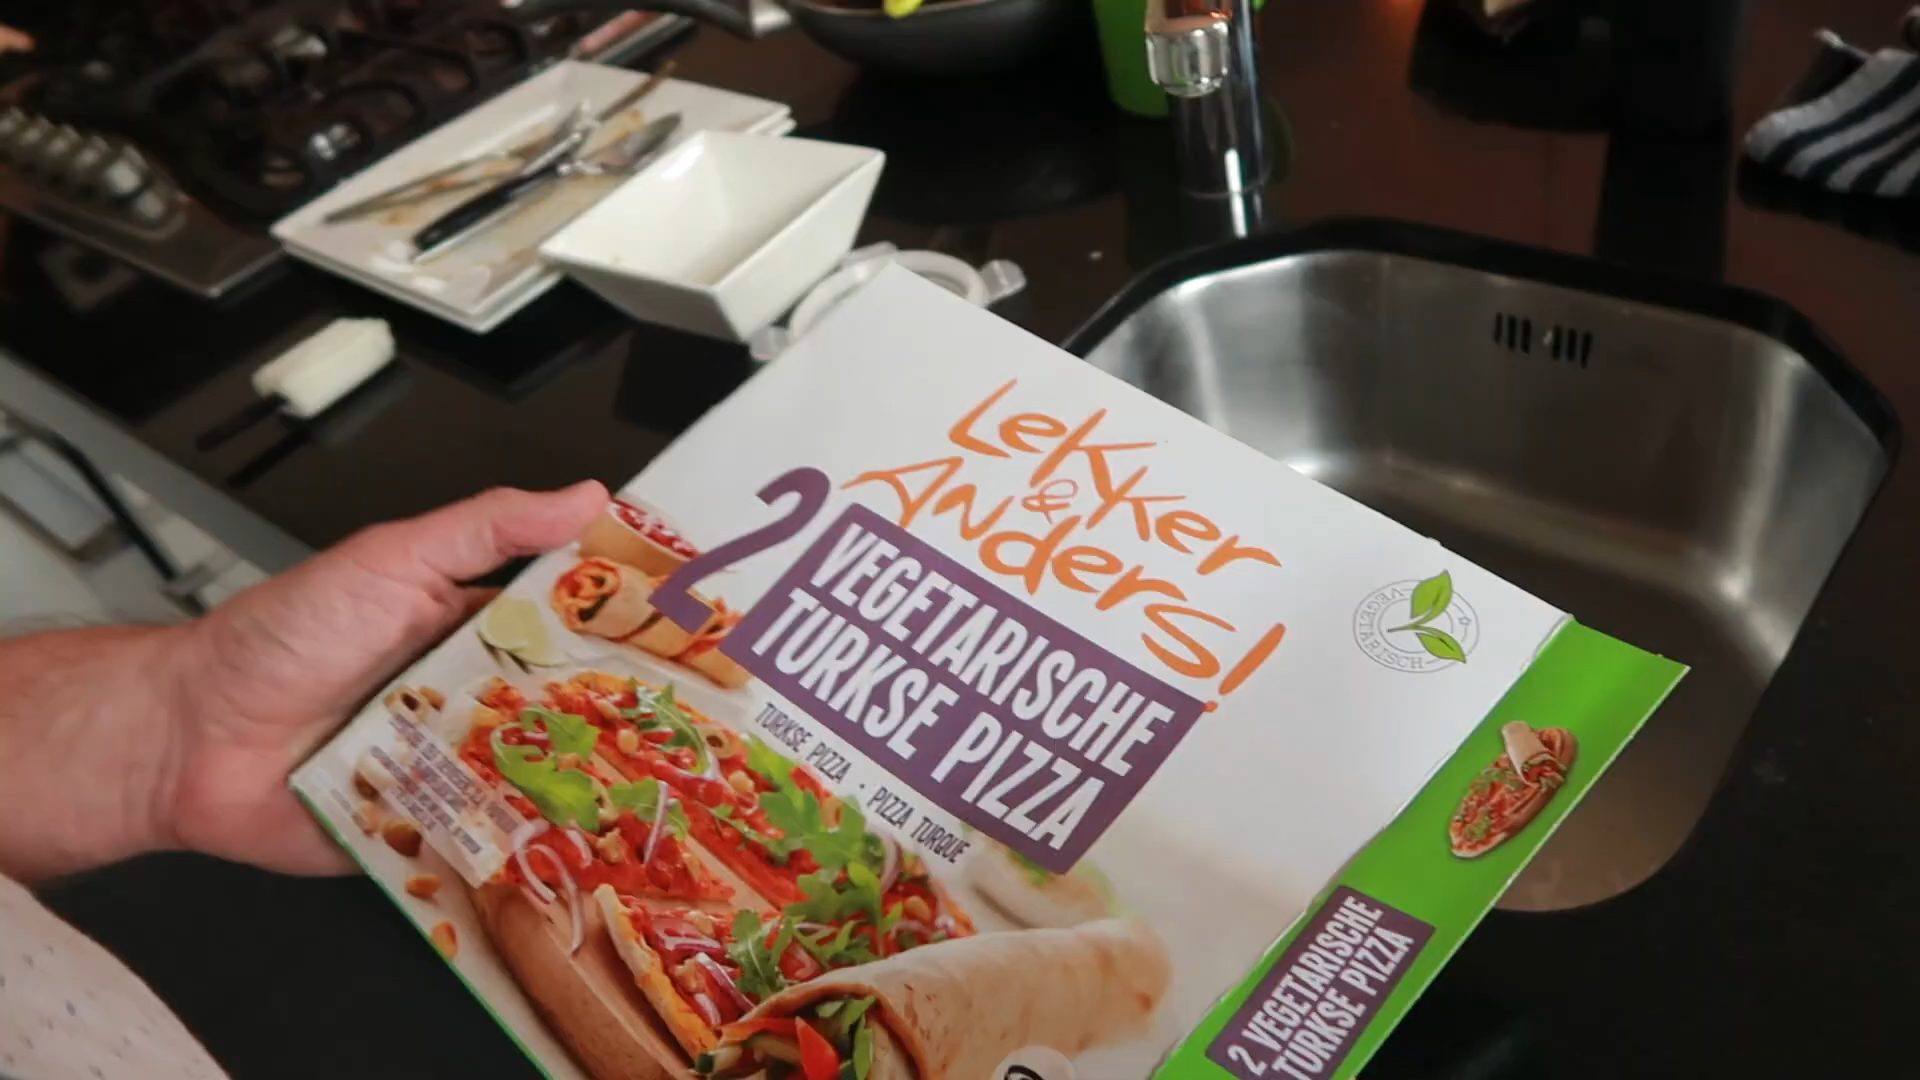 Lekker
&
Anders!
2 VEGETARISCHE
TURKSE PIZZA
TURKSE PIZZA · PIZZA TURQUE
VEGETARISCH
2 VEGETARISCHE
TURKSE PIZZA